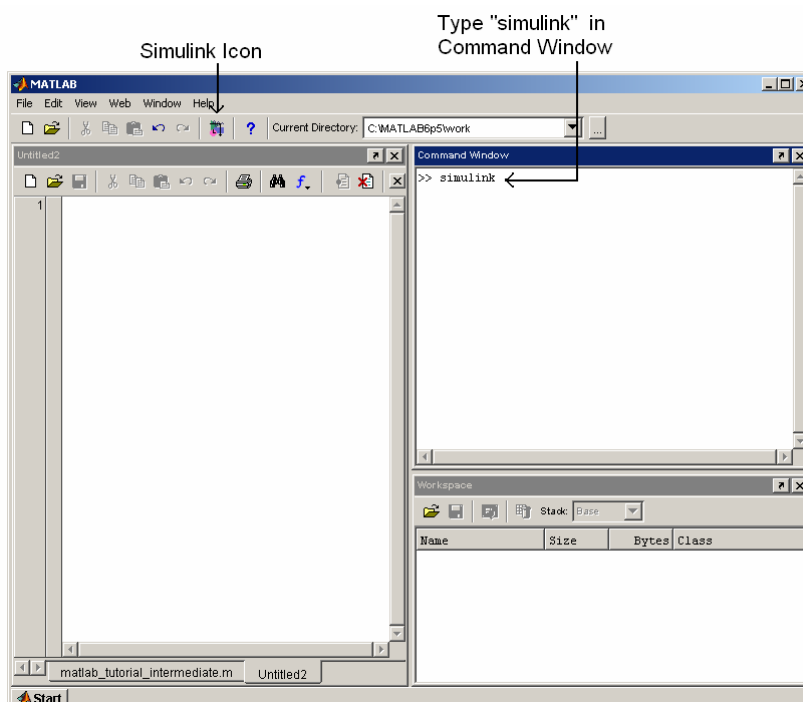 Type "simulink" in
Simulink Icon
Command Window
MATLAB
File Edit View Web Window Help
? Current Directory: C:\MATLAB6p5\work ...
Untitled2
Command Window
>> simulink
1
Workspace
Stack: Base
Name Size Bytes Class
matlab_tutorial_intermediate.m Untitled2
Start